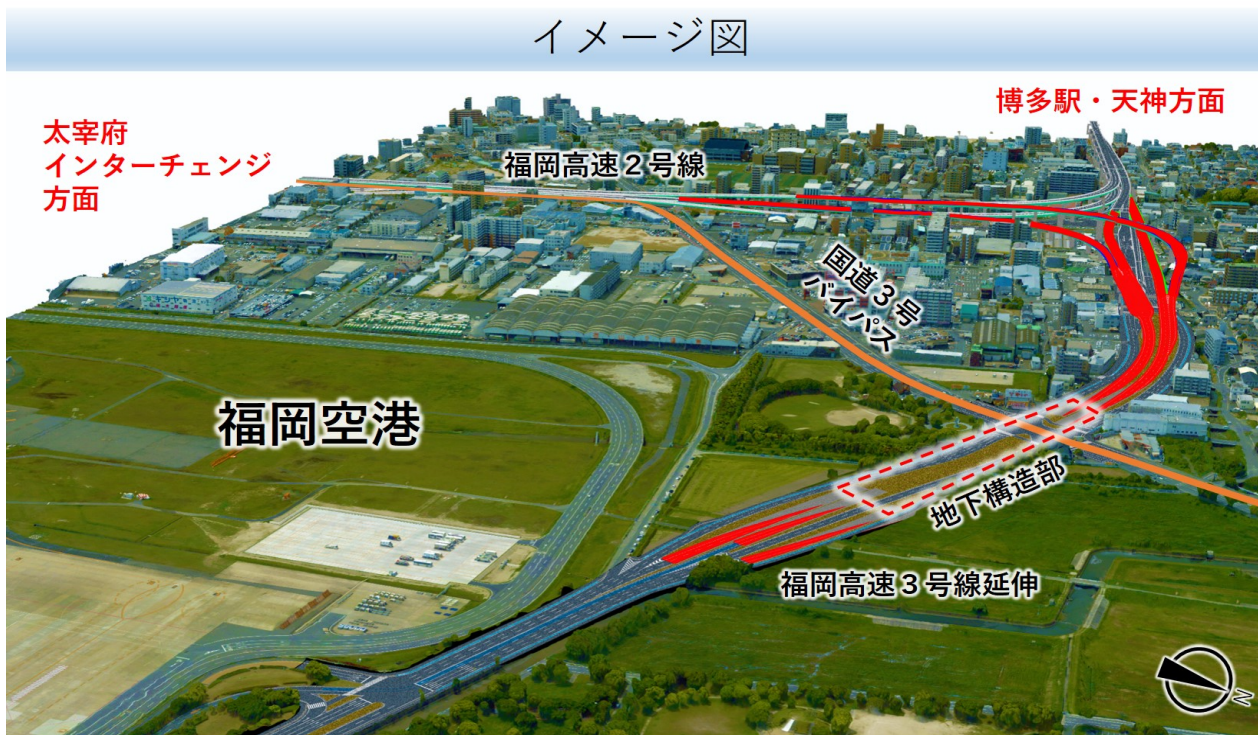 イメージ図
太宰府
インターチェンジ
方面
博多駅・天神方面
福岡高速２号線
国道３号
バイパス
福岡空港
地下構造部
福岡高速３号線延伸
N